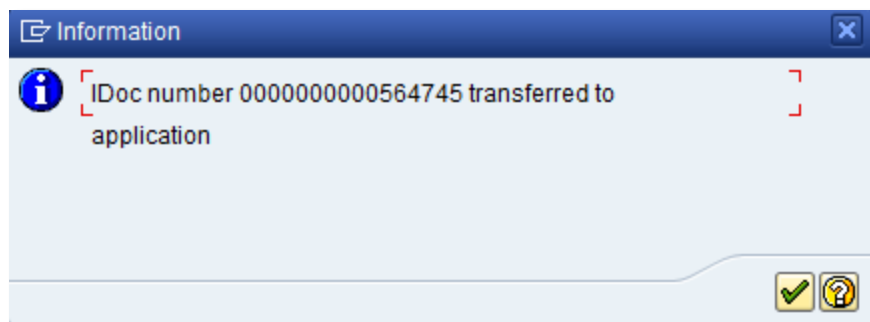 Information
IDoc number 0000000000564745 transferred to
application